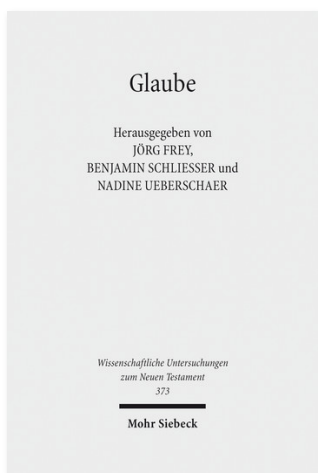 Glaube
Herausgegeben von
JÖRG FREY,
BENJAMIN SCHLIESSER und
NADINE UEBERSCHAER
Wissenschaftliche Untersuchungen
zum Neuen Testament
373
Mohr Siebeck